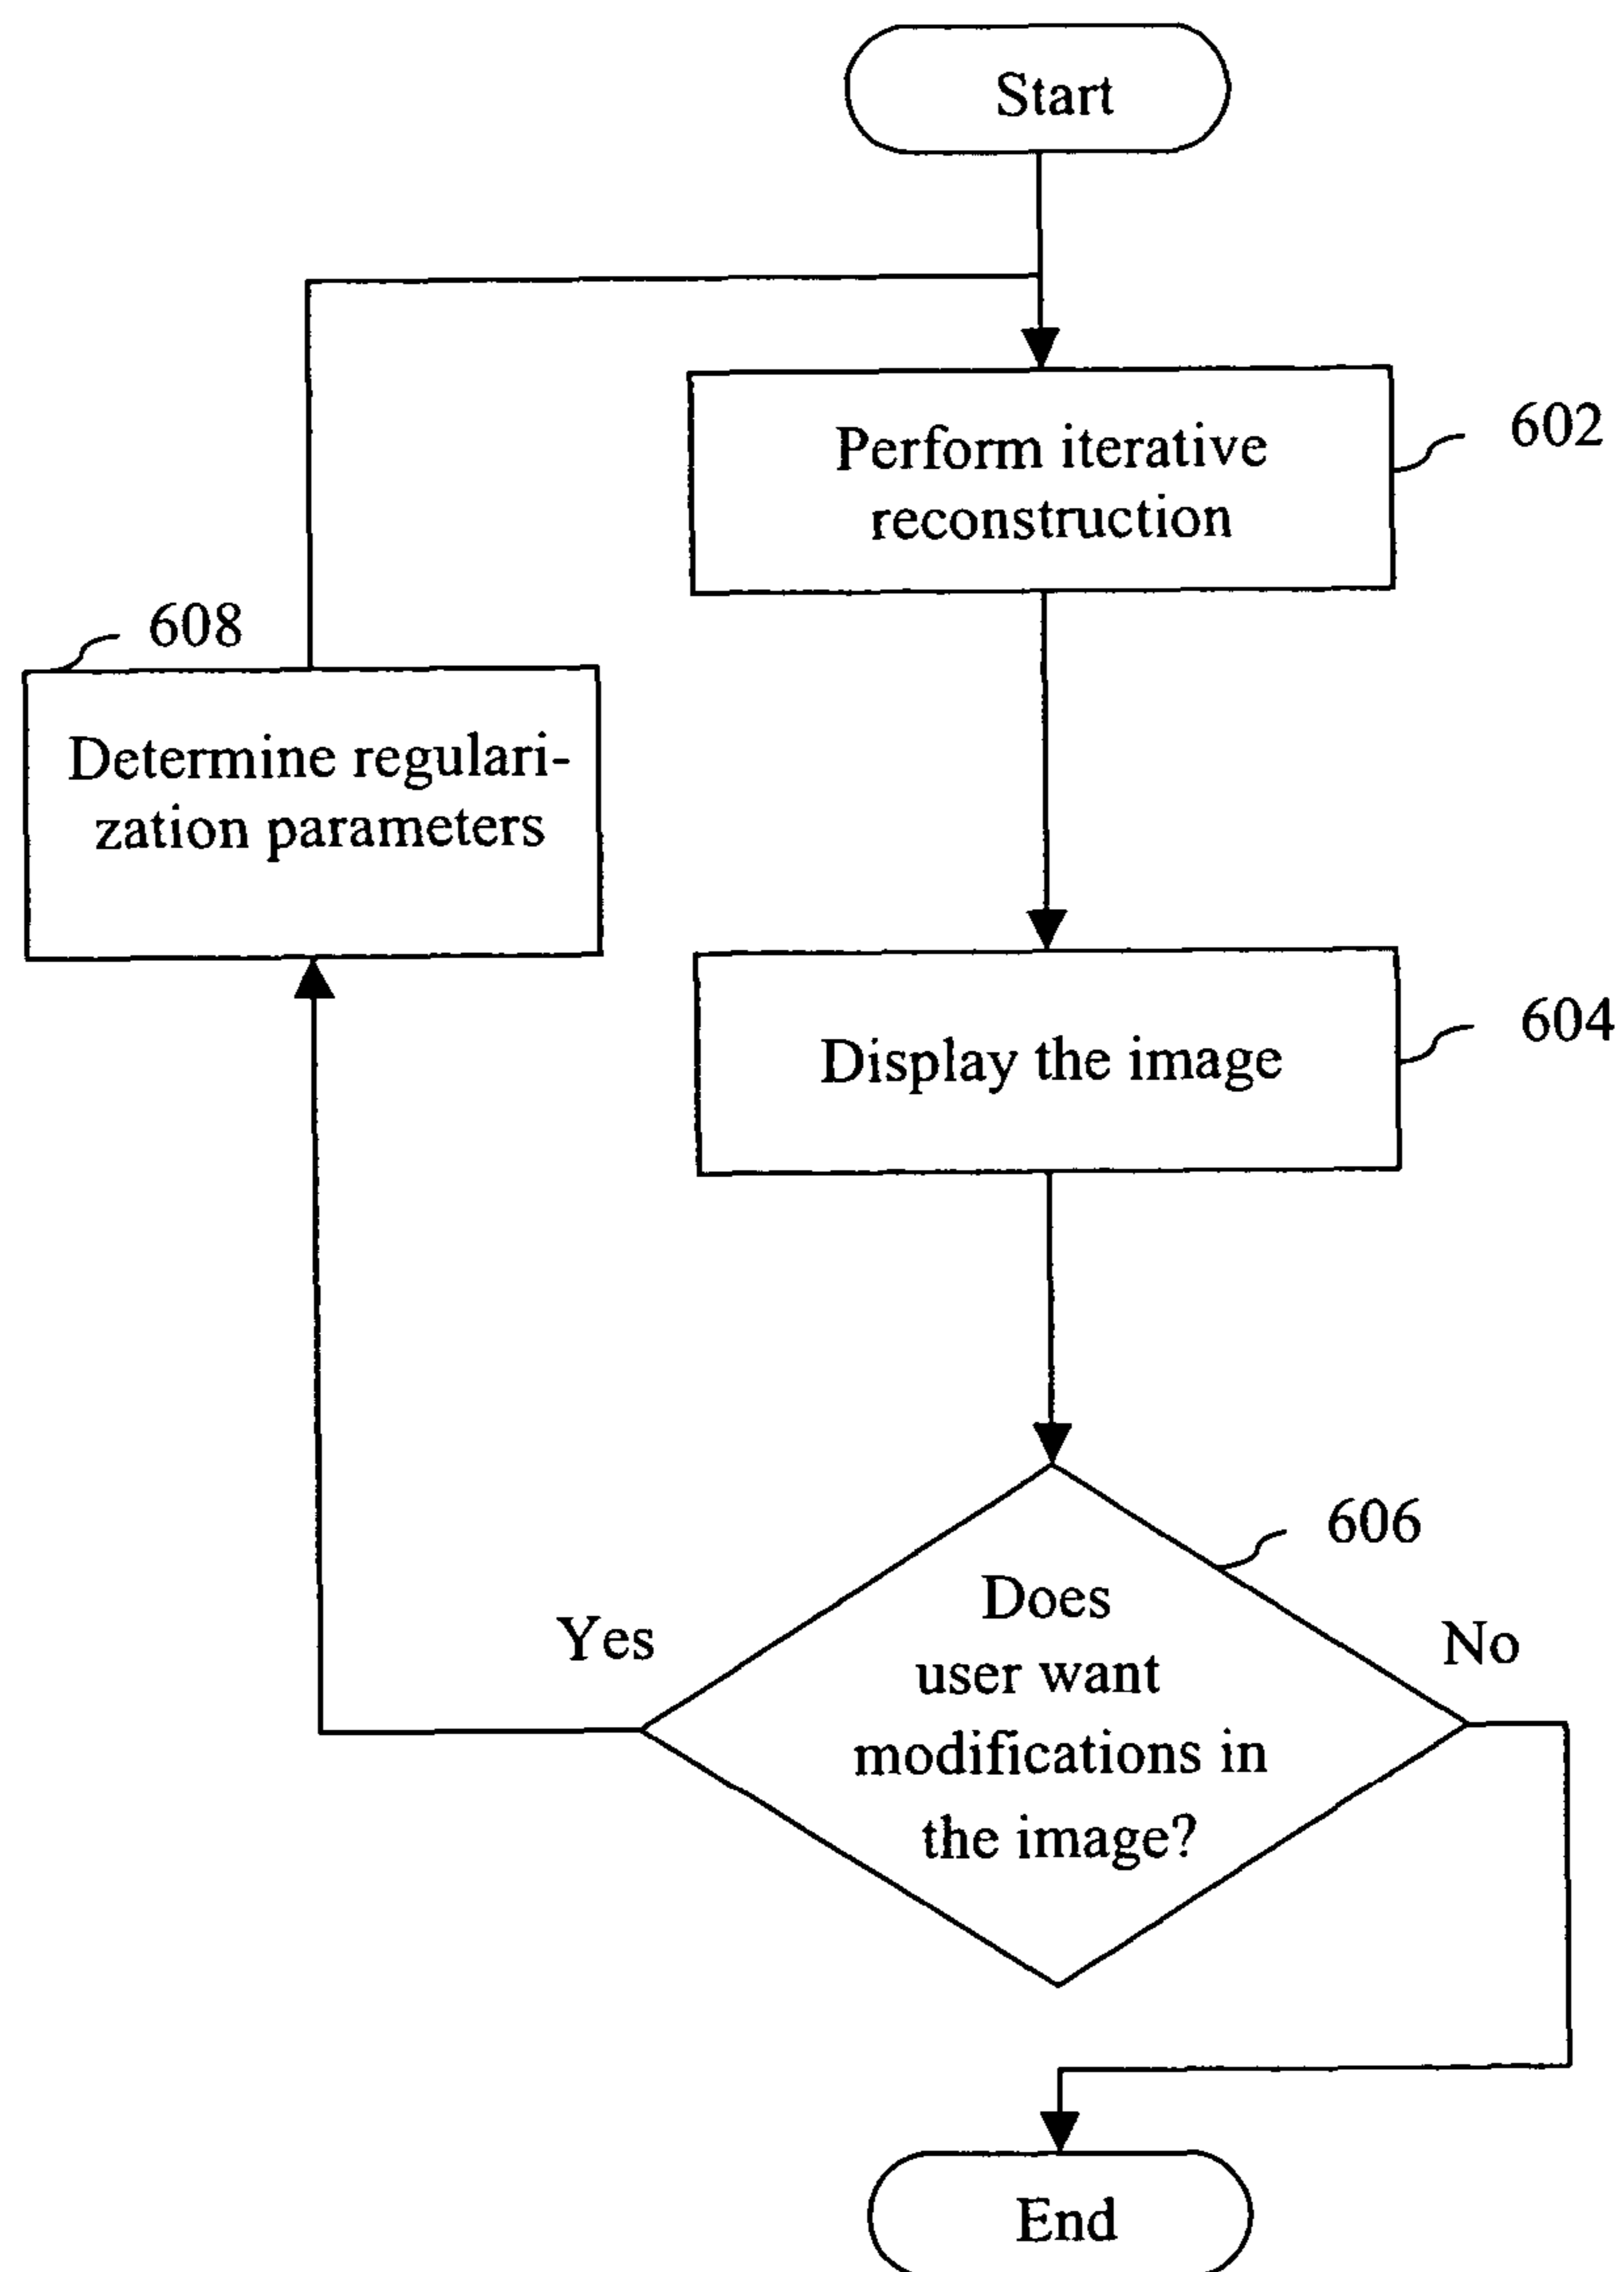 Start
Perform iterative
reconstruction
602
608
Determine regulari-
zation parameters
Display the image
604
606
Does
user want
modifications in
the image?
Yes
No
End